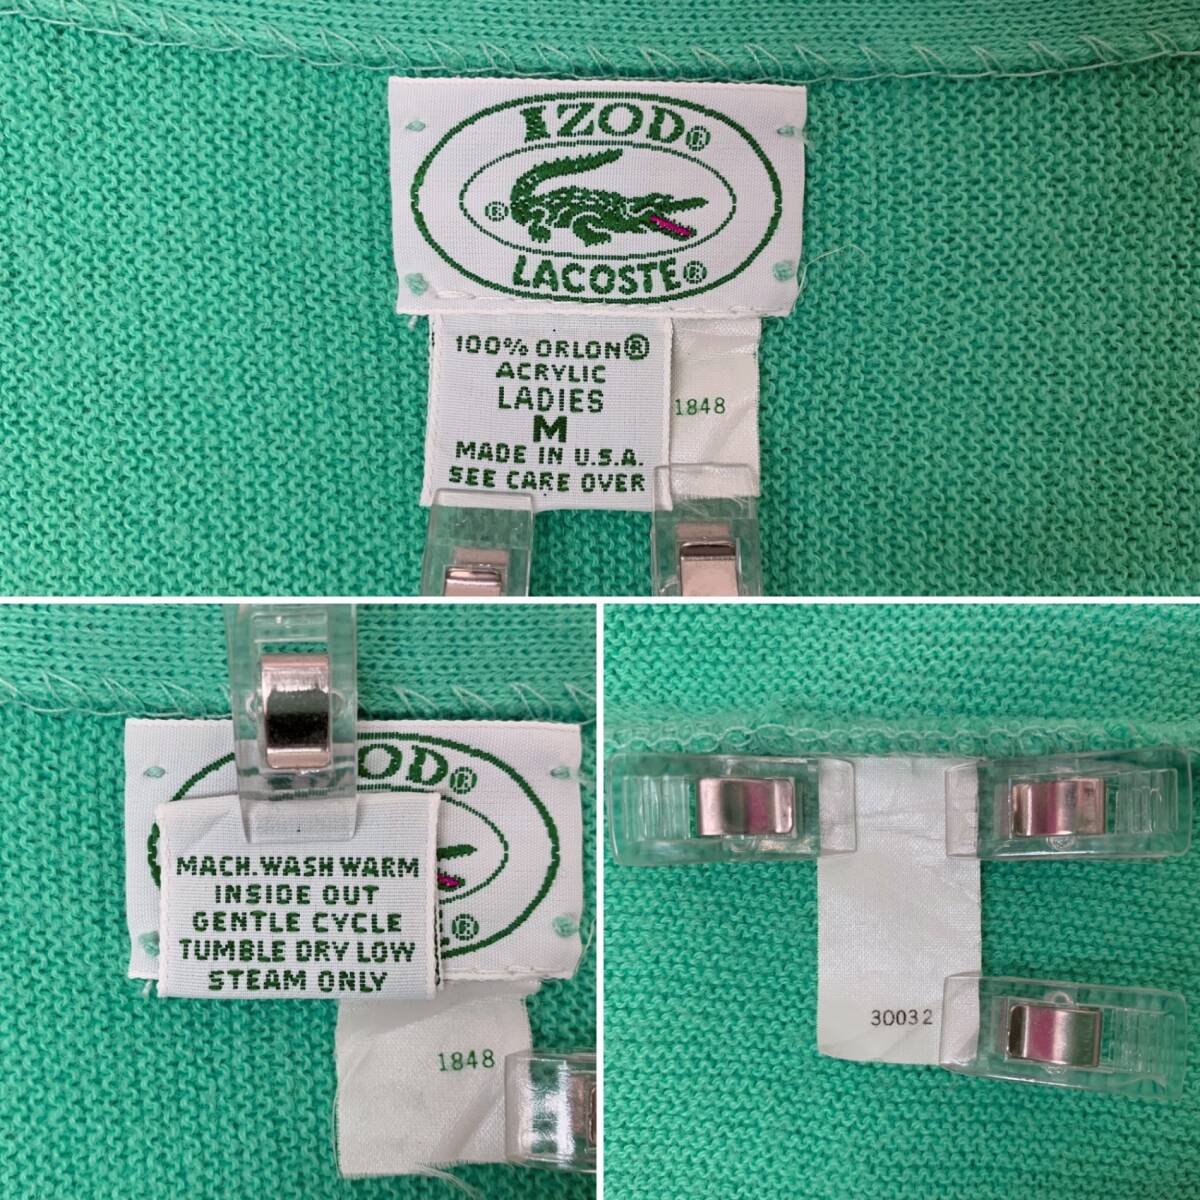 IZOD®
®
LACOSTE®
100% ORLON®
ACRYLIC
LADIES
M
MADE IN U.S.A.
SEE CARE OVER
1848
ZOD®
MACH. WASH WARM
INSIDE OUT
GENTLE CYCLE
TUMBLE DRY LOW
STEAM ONLY
E®
1848
30032